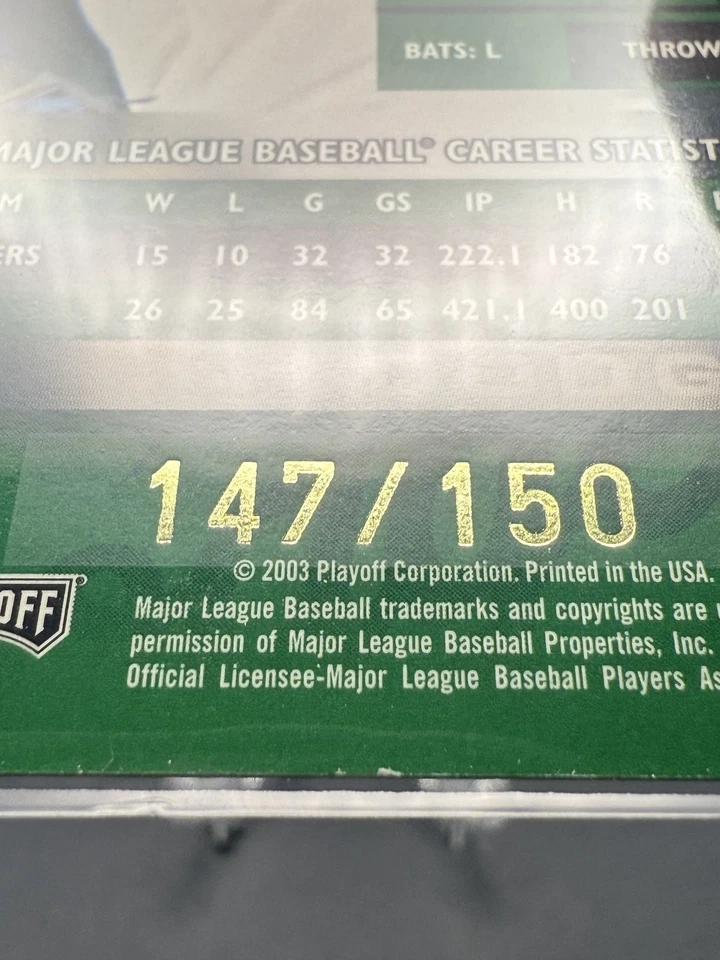 BATS: L THROW
MAJOR LEAGUE BASEBALL® CAREER STATIST
M W L G GS IP H R
ERS 15 10 32 32 222.1 182 76
26 25 84 65 421.1 400 201
147/150
© 2003 Playoff Corporation. Printed in the USA.
OFF® Major League Baseball trademarks and copyrights are
permission of Major League Baseball Properties, Inc.
Official Licensee-Major League Baseball Players As